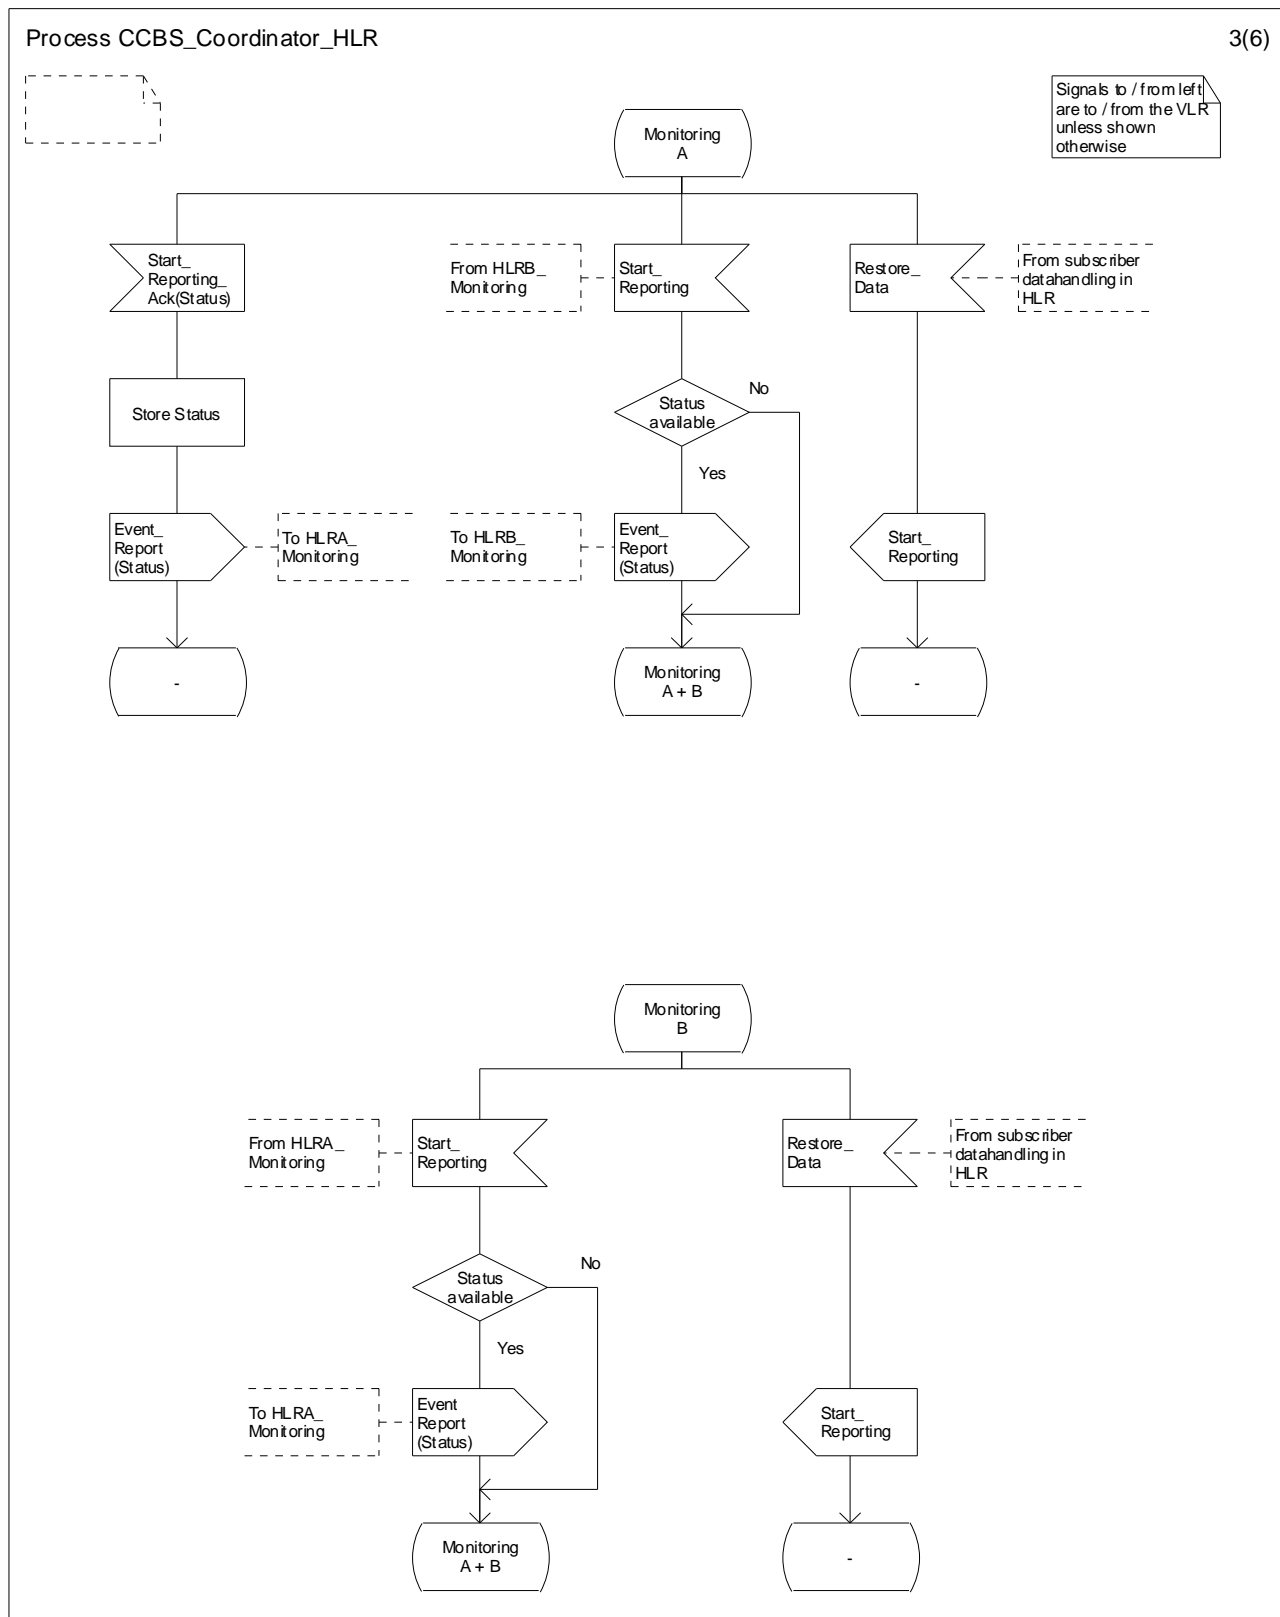 Process CCBS_Coordinator_HLR
3(6)
Signals to / from left
are to / from the VLR
unless shown
otherwise
Monitoring
A
Start_
Reporting_
Ack(Status)
From HLRB_
Monitoring
Start_
Reporting
Restore_
Data
From subscriber
datahandling in
HLR
Store Status
Status
available
No
Yes
Event_
Report
(Status)
To HLRA_
Monitoring
To HLRB_
Monitoring
Event_
Report
(Status)
Start_
Reporting
-
Monitoring
A + B
-
Monitoring
B
From HLRA_
Monitoring
Start_
Reporting
Restore_
Data
From subscriber
datahandling in
HLR
Status
available
No
Yes
To HLRA_
Monitoring
Event
Report
(Status)
Start_
Reporting
Monitoring
A + B
-